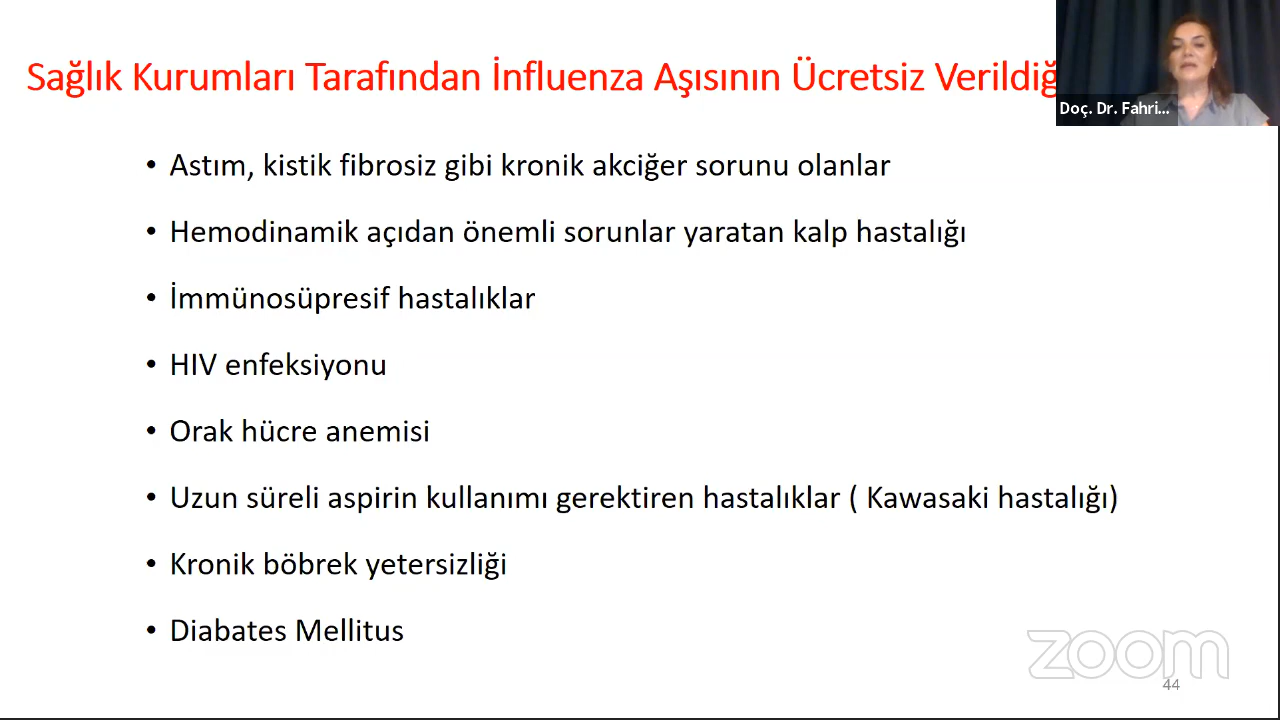 Sağlık Kurumları Tarafından İnfluenza Aşısının Ücretsiz
Doç. Dr. Fahri...
• Astım, kistik fibrosiz gibi kronik akciğer sorunu olanlar
• Hemodinamik açıdan önemli sorunlar yaratan kalp hastalığı
• İmmünosüpresif hastalıklar
• HIV enfeksiyonu
• Orak hücre anemisi
• Uzun süreli aspirin kullanımı gerektiren hastalıklar ( Kawasaki hastalığı)
• Kronik böbrek yetersizliği
• Diabates Mellitus
zoom
44